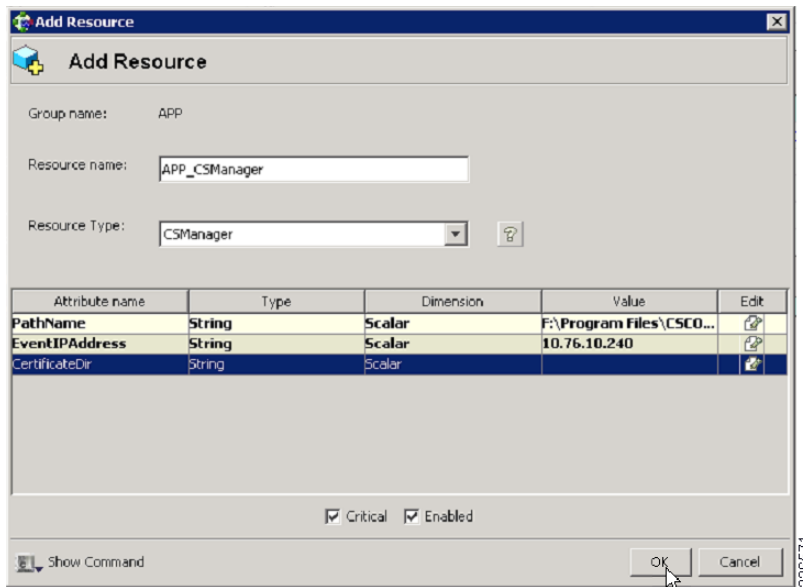 Add Resource
Add Resource
Group name: APP
Resource name: APP_CSManager
Resource Type: CSManager
Attribute name Type Dimension Value Edit
PathName String Scalar F:\Program Files\CSCO...
EventIPAddress String Scalar 10.76.10.240
CertificateDir String Scalar
Critical Enabled
Show Command OK Cancel